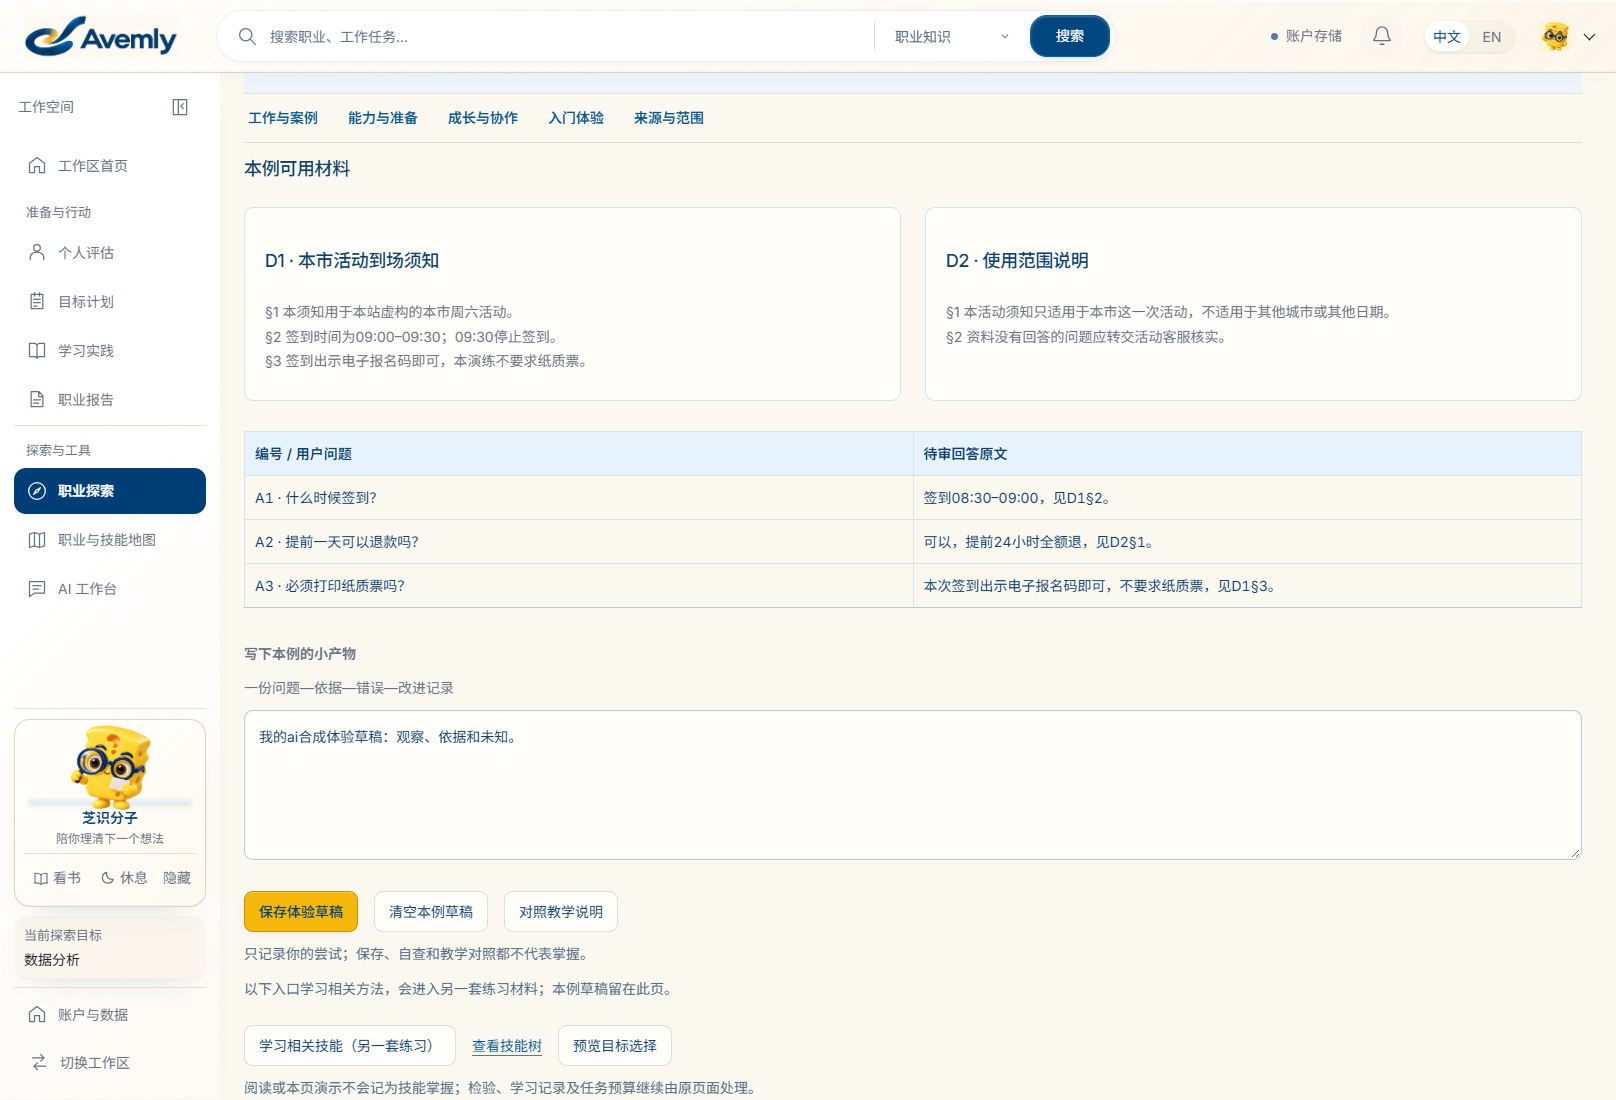 Avemly
搜索职业、工作任务...
职业知识
搜索
账户存储
中文
EN
工作空间
工作区首页
准备与行动
个人评估
目标计划
学习实践
职业报告
探索与工具
职业探索
职业与技能地图
AI 工作台
芝识分子
陪你理清下一个想法
看书
休息
隐藏
当前探索目标
数据分析
账户与数据
切换工作区
工作与案例
能力与准备
成长与协作
入门体验
来源与范围
本例可用材料
D1 · 本市活动到场须知
§1 本须知用于本站虚构的本市周六活动。
§2 签到时间为09:00–09:30；09:30停止签到。
§3 签到出示电子报名码即可，本演练不要求纸质票。
D2 · 使用范围说明
§1 本活动须知只适用于本市这一次活动，不适用于其他城市或其他日期。
§2 资料没有回答的问题应转交活动客服核实。
编号 / 用户问题
待审回答原文
A1 · 什么时候签到？
签到08:30–09:00，见D1§2。
A2 · 提前一天可以退款吗？
可以，提前24小时全额退，见D2§1。
A3 · 必须打印纸质票吗？
本次签到出示电子报名码即可，不要求纸质票，见D1§3。
写下本例的小产物
一份问题—依据—错误—改进记录
我的ai合成体验草稿：观察、依据和未知。
保存体验草稿
清空本例草稿
对照教学说明
只记录你的尝试；保存、自查和教学对照都不代表掌握。
以下入口学习相关方法，会进入另一套练习材料；本例草稿留在此页。
学习相关技能（另一套练习）
查看技能树
预览目标选择
阅读或本页演示不会记为技能掌握；检验、学习记录及任务预算继续由原页面处理。